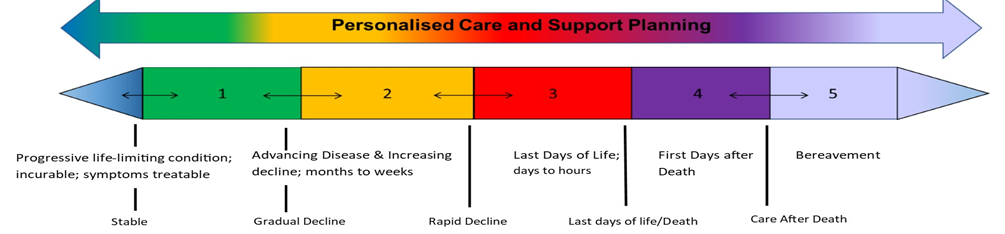 Personalised Care and Support Planning
1 2 3 4 5
Progressive life-limiting condition;
incurable; symptoms treatable
Advancing Disease & Increasing
decline; months to weeks
Last Days of Life;
days to hours
First Days after
Death
Bereavement
Stable
Gradual Decline
Rapid Decline
Last days of life/Death
Care After Death